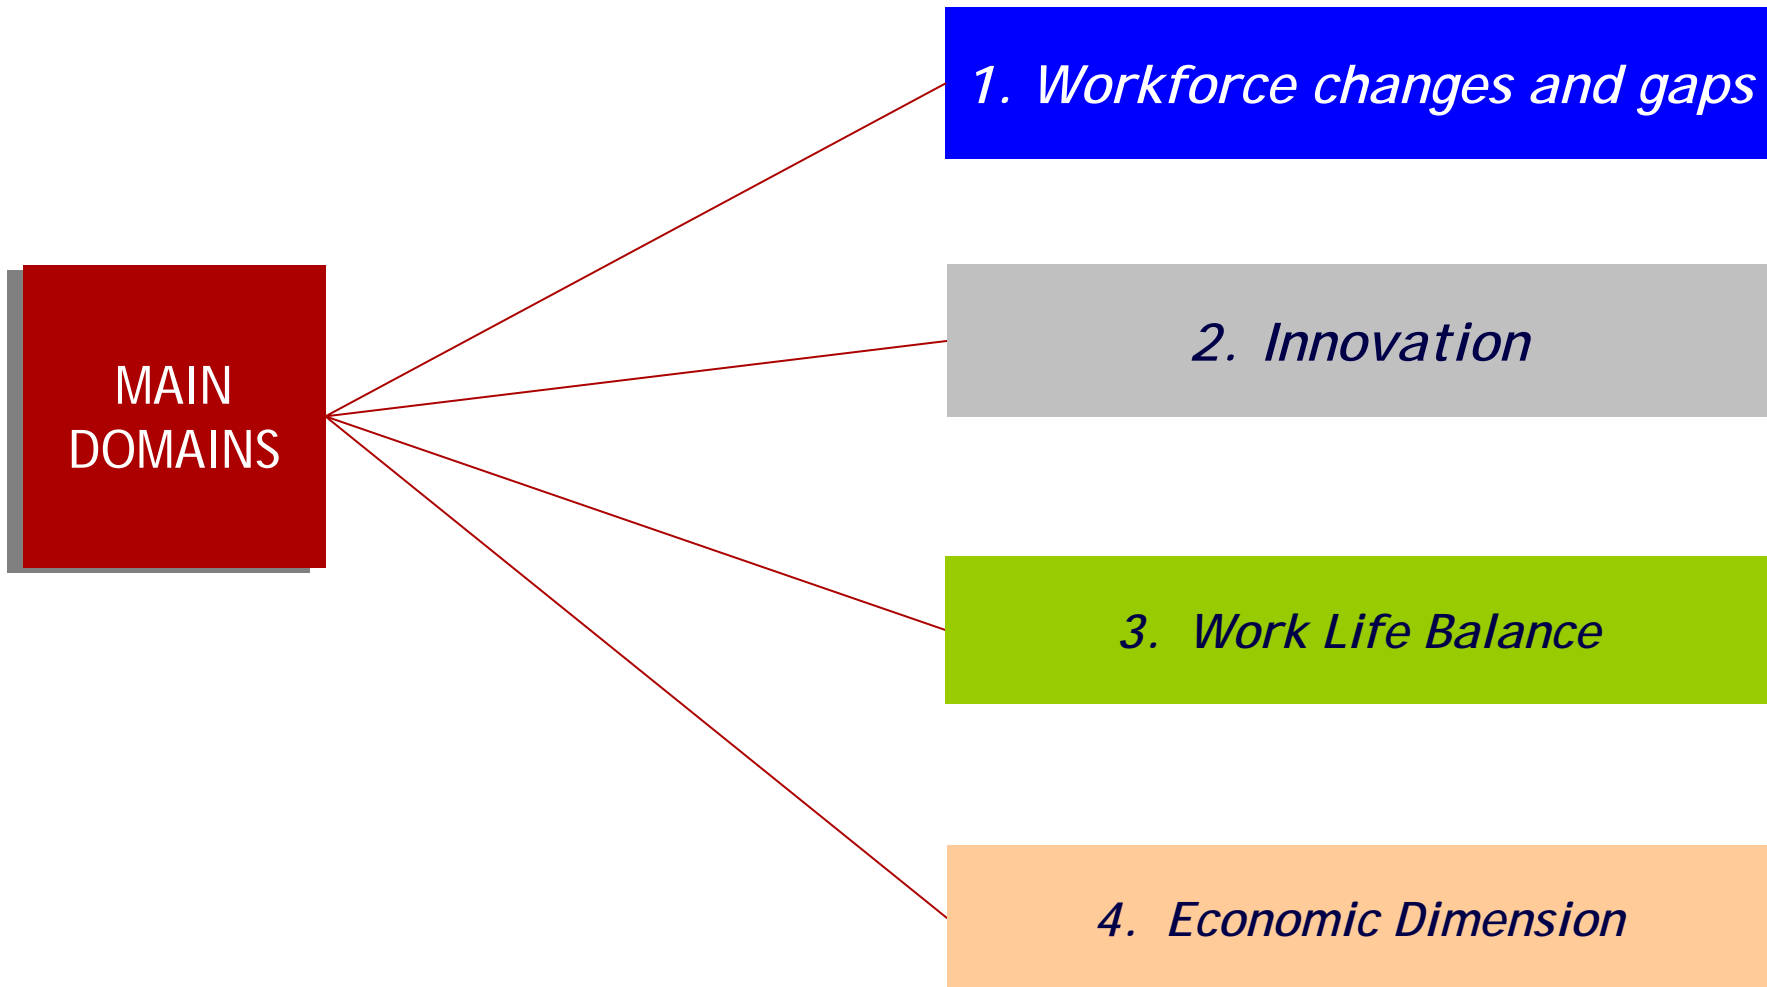 1. Workforce changes and gaps
2. Innovation
MAIN
DOMAINS
3. Work Life Balance
4. Economic Dimension